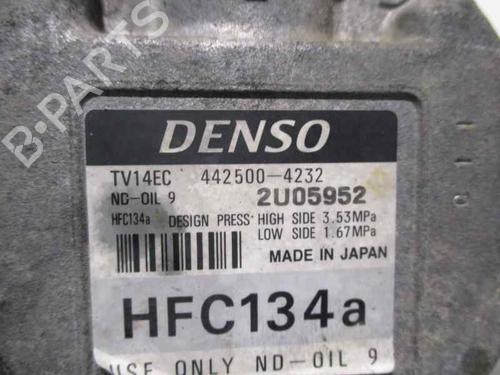 B-PARTS
DENSO
TV14EC 442500-4232
ND-OIL 9 2U05952
HFC134a DESIGN PRESS HIGH SIDE 3.53MPa
LOW SIDE 1.67MPa
MADE IN JAPAN
HFC134a
USE ONLY ND-OIL 9